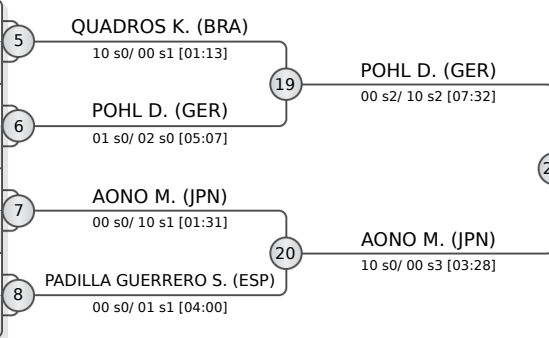 QUADROS K. (BRA)
5
10 s0/ 00 s1 [01:13]
19
POHL D. (GER)
00 s2/ 10 s2 [07:32]
POHL D. (GER)
6
01 s0/ 02 s0 [05:07]
AONO M. (JPN)
7
00 s0/ 10 s1 [01:31]
20
AONO M. (JPN)
10 s0/ 00 s3 [03:28]
PADILLA GUERRERO S. (ESP)
8
00 s0/ 01 s1 [04:00]